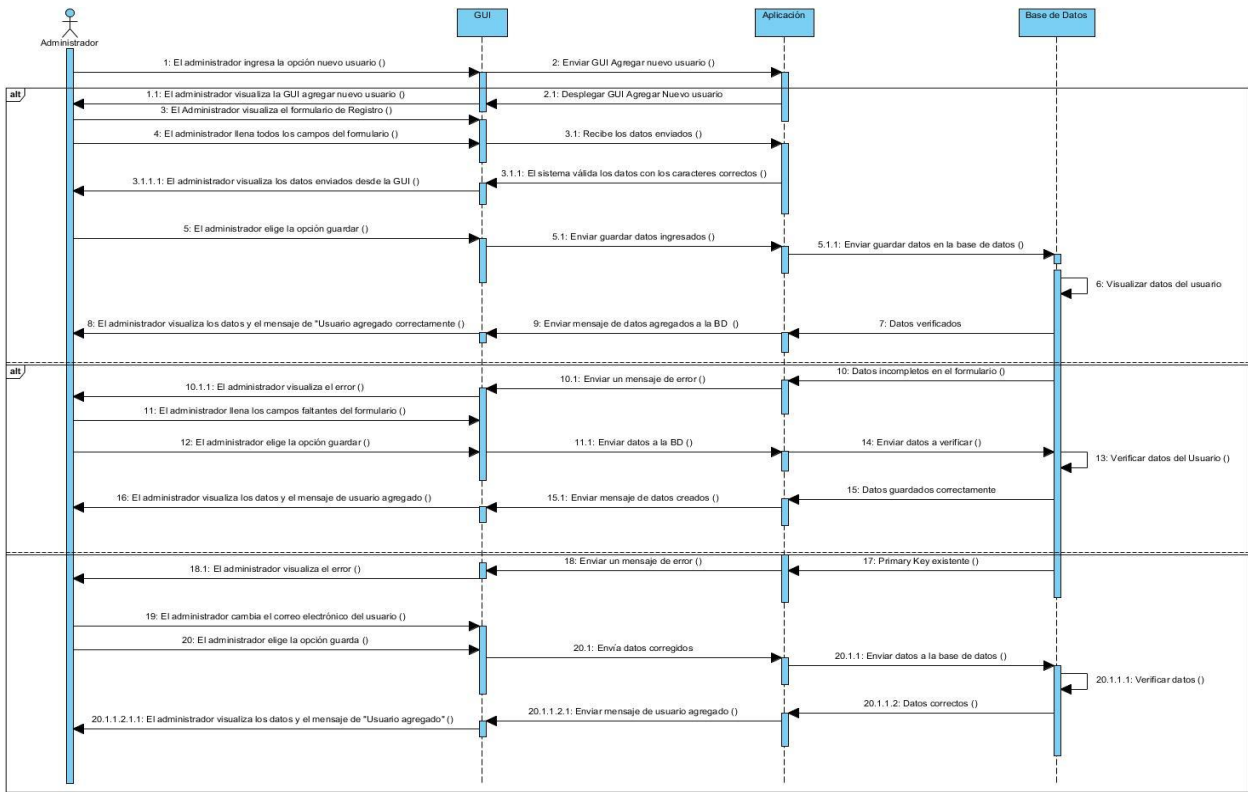 GUI
Aplicación
Base de Datos
Administrador
1: El administrador ingresa la opción nuevo usuario ()
2: Enviar GUI Agregar nuevo usuario ()
alt
1.1: El administrador visualiza la GUI agregar nuevo usuario ()
2.1: Desplegar GUI Agregar Nuevo usuario
3: El Administrador visualiza el formulario de Registro ()
4: El administrador llena todos los campos del formulario ()
3.1: Recibe los datos enviados ()
3.1.1: El sistema válida los datos con los caracteres correctos ()
3.1.1.1: El administrador visualiza los datos enviados desde la GUI ()
5: El administrador elige la opción guardar ()
5.1: Enviar guardar datos ingresados ()
5.1.1: Enviar guardar datos en la base de datos ()
6: Visualizar datos del usuario
8: El administrador visualiza los datos y el mensaje de "Usuario agregado correctamente ()
9: Enviar mensaje de datos agregados a la BD ()
7: Datos verificados
alt
10: Datos incompletos en el formulario ()
10.1: Enviar un mensaje de error ()
10.1.1: El administrador visualiza el error ()
11: El administrador llena los campos faltantes del formulario ()
12: El administrador elige la opción guardar ()
11.1: Enviar datos a la BD ()
14: Enviar datos a verificar ()
13: Verificar datos del Usuario ()
16: El administrador visualiza los datos y el mensaje de usuario agregado ()
15.1: Enviar mensaje de datos creados ()
15: Datos guardados correctamente
18: Enviar un mensaje de error ()
17: Primary Key existente ()
18.1: El administrador visualiza el error ()
19: El administrador cambia el correo electrónico del usuario ()
20: El administrador elige la opción guarda ()
20.1: Envía datos corregidos
20.1.1: Enviar datos a la base de datos ()
20.1.1.1: Verificar datos ()
20.1.1.2: Datos correctos ()
20.1.1.2.1: Enviar mensaje de usuario agregado ()
20.1.1.2.1.1: El administrador visualiza los datos y el mensaje de "Usuario agregado" ()